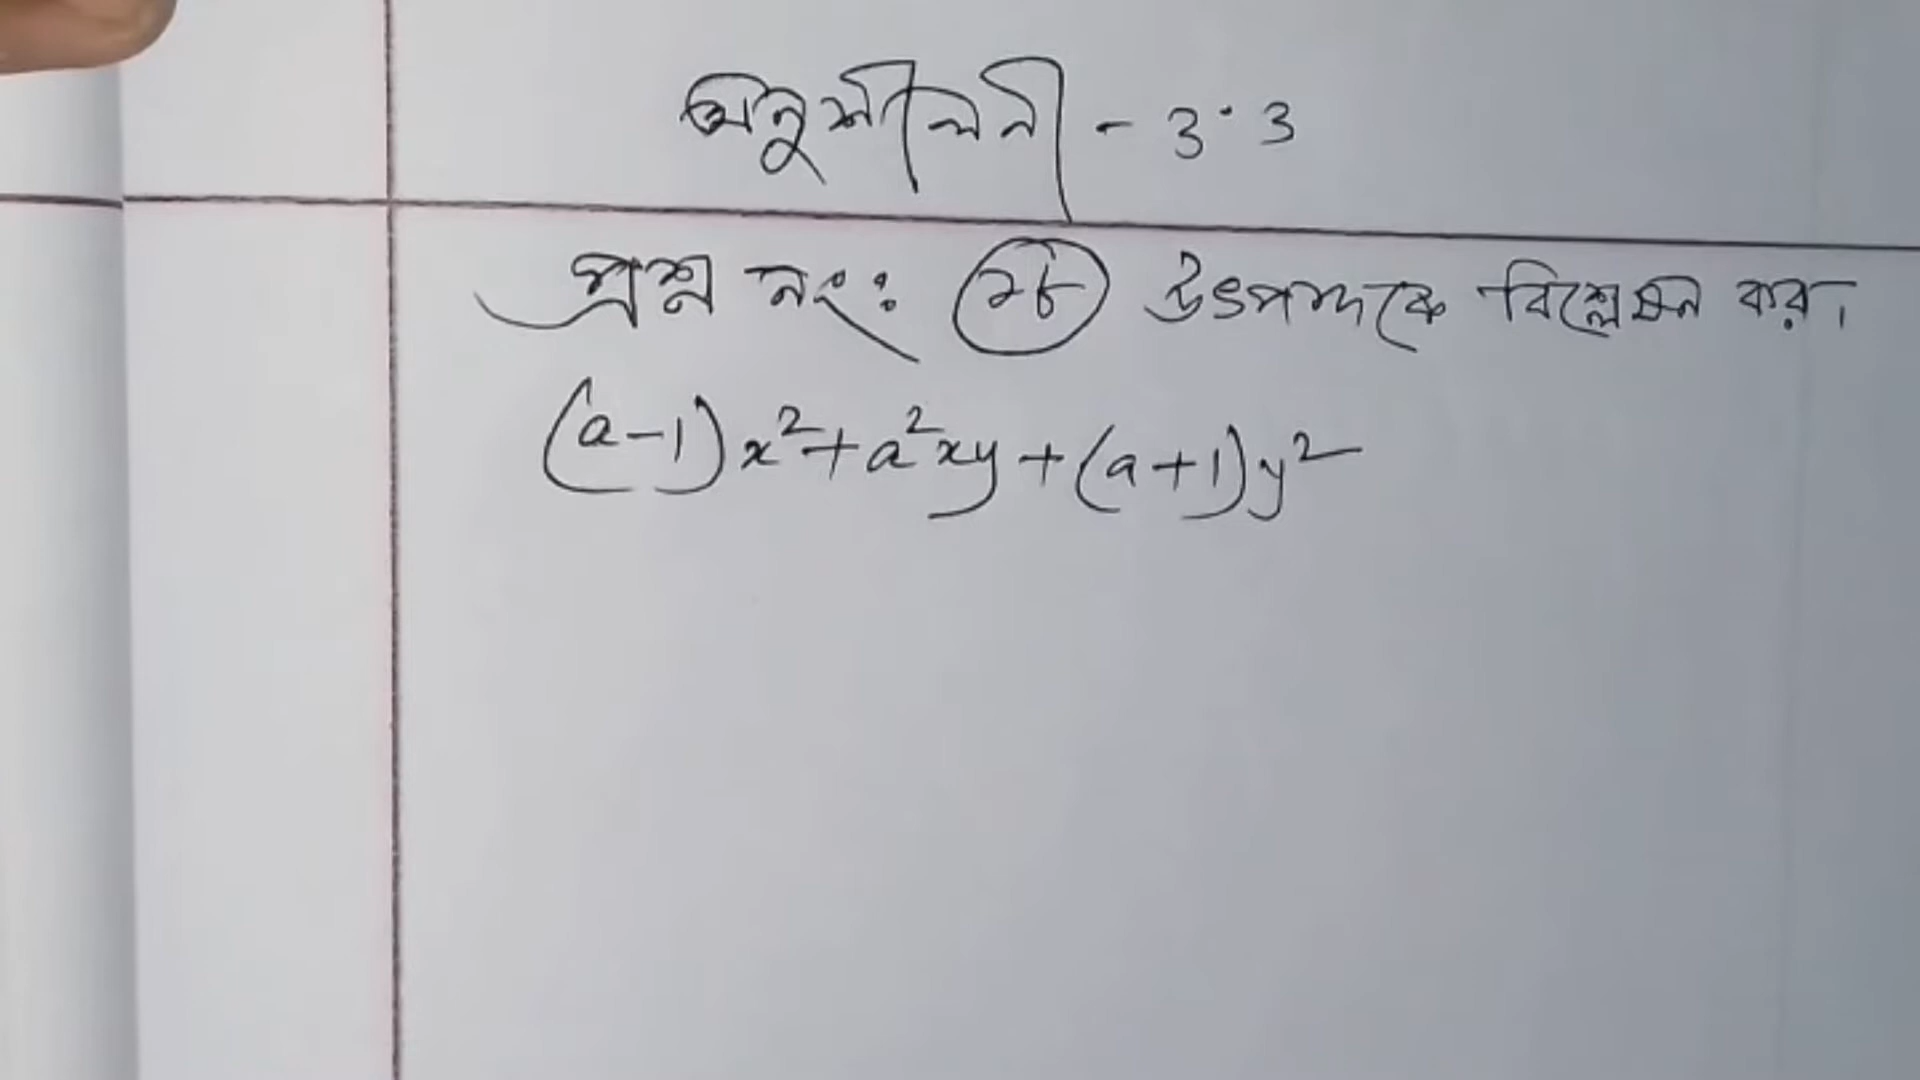 অনুশীলনী - 3.3
প্রশ্ন নং: ২৮ উৎপাদকে বিশ্লেষণ কর।
(a-1)x²+a²xy+(a+1)y²